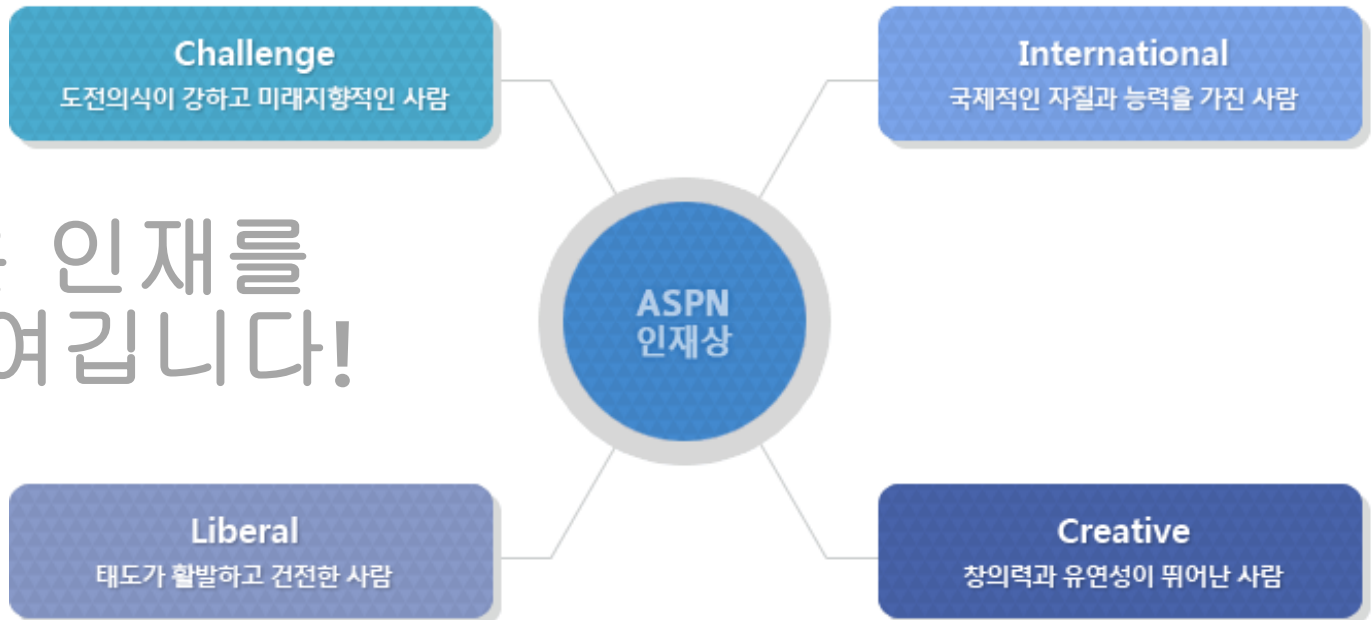 Challenge
도전의식이 강하고 미래지향적인 사람
International
국제적인 자질과 능력을 가진 사람
인재를
여깁니다!
ASPN
인재상
Liberal
태도가 활발하고 건전한 사람
Creative
창의력과 유연성이 뛰어난 사람